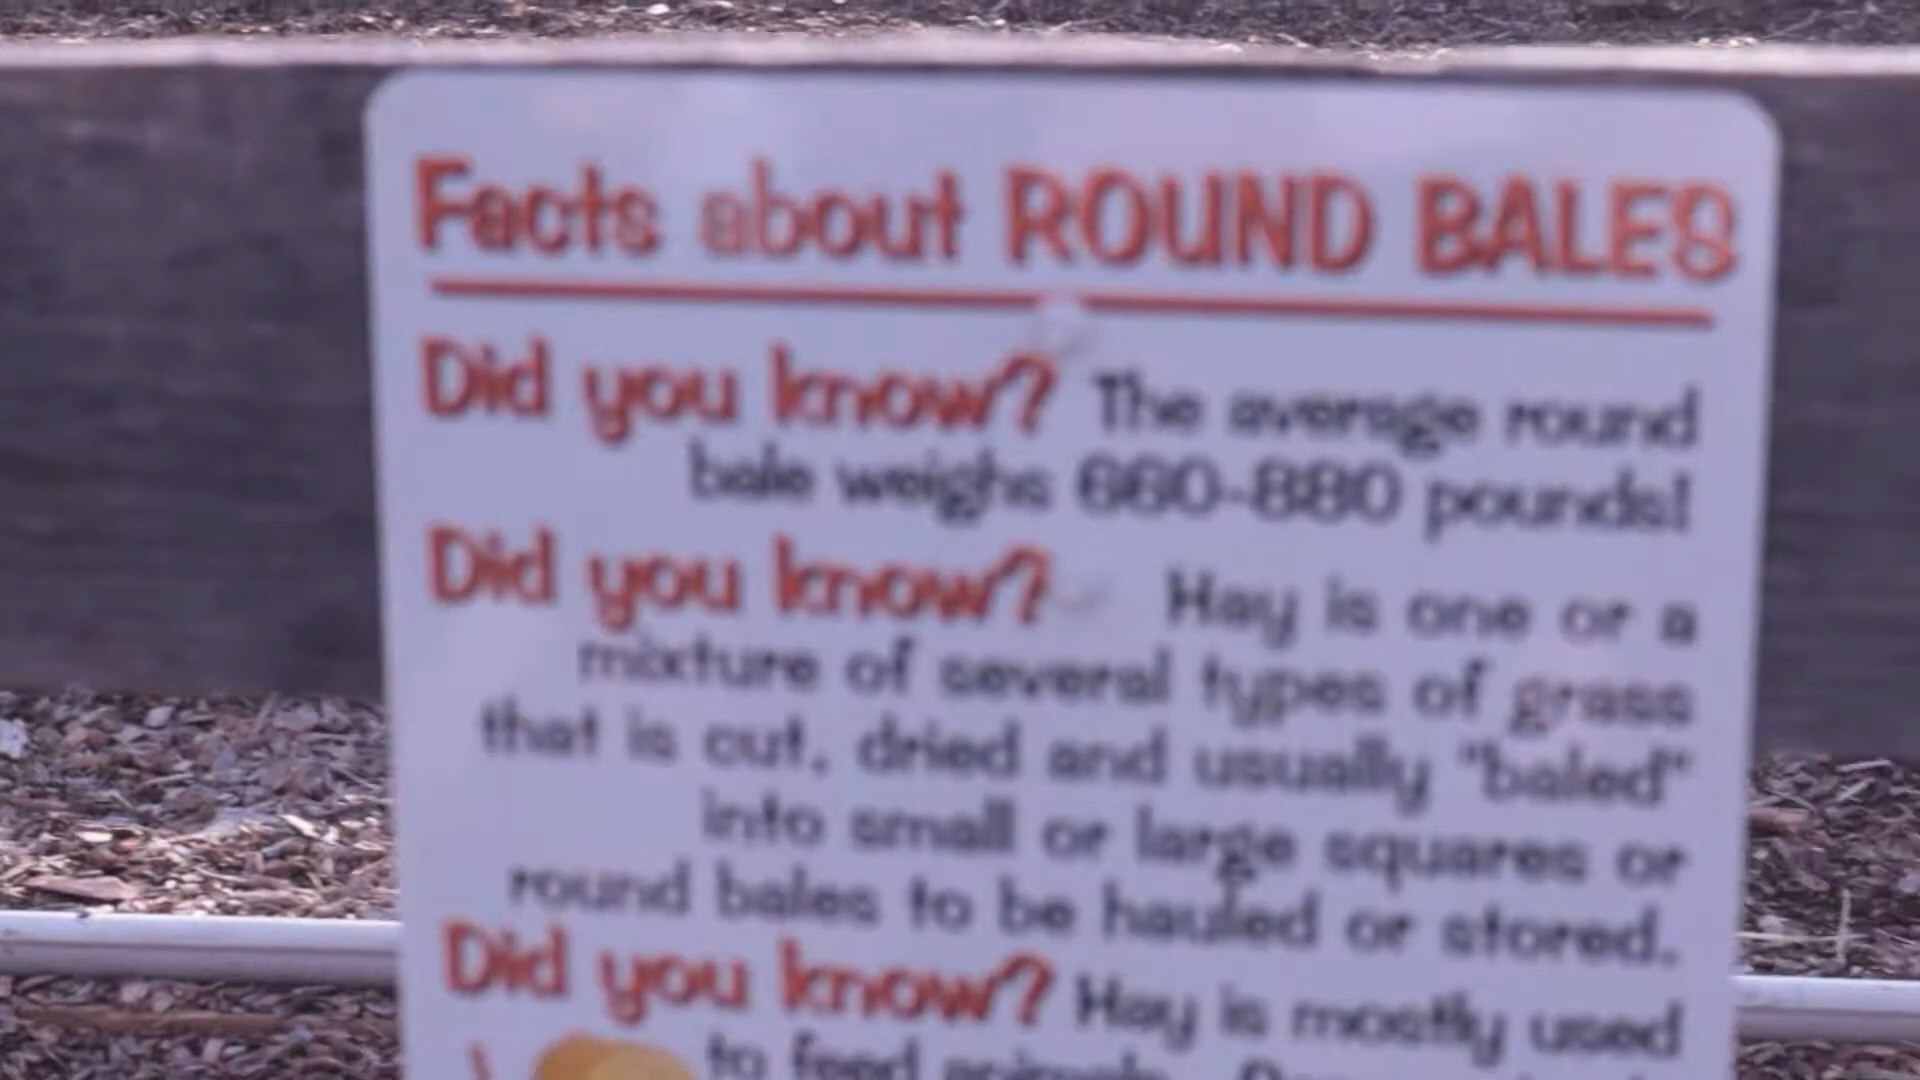 Facts about ROUND BALES
Did you know? The average round
bale weighs 660-880 pounds!
Did you know? Hay is one or a
mixture of several types of grass
that is cut, dried and usually "baled"
into small or large squares or
round bales to be hauled or stored.
Did you know? Hay is mostly used
to feed animals.